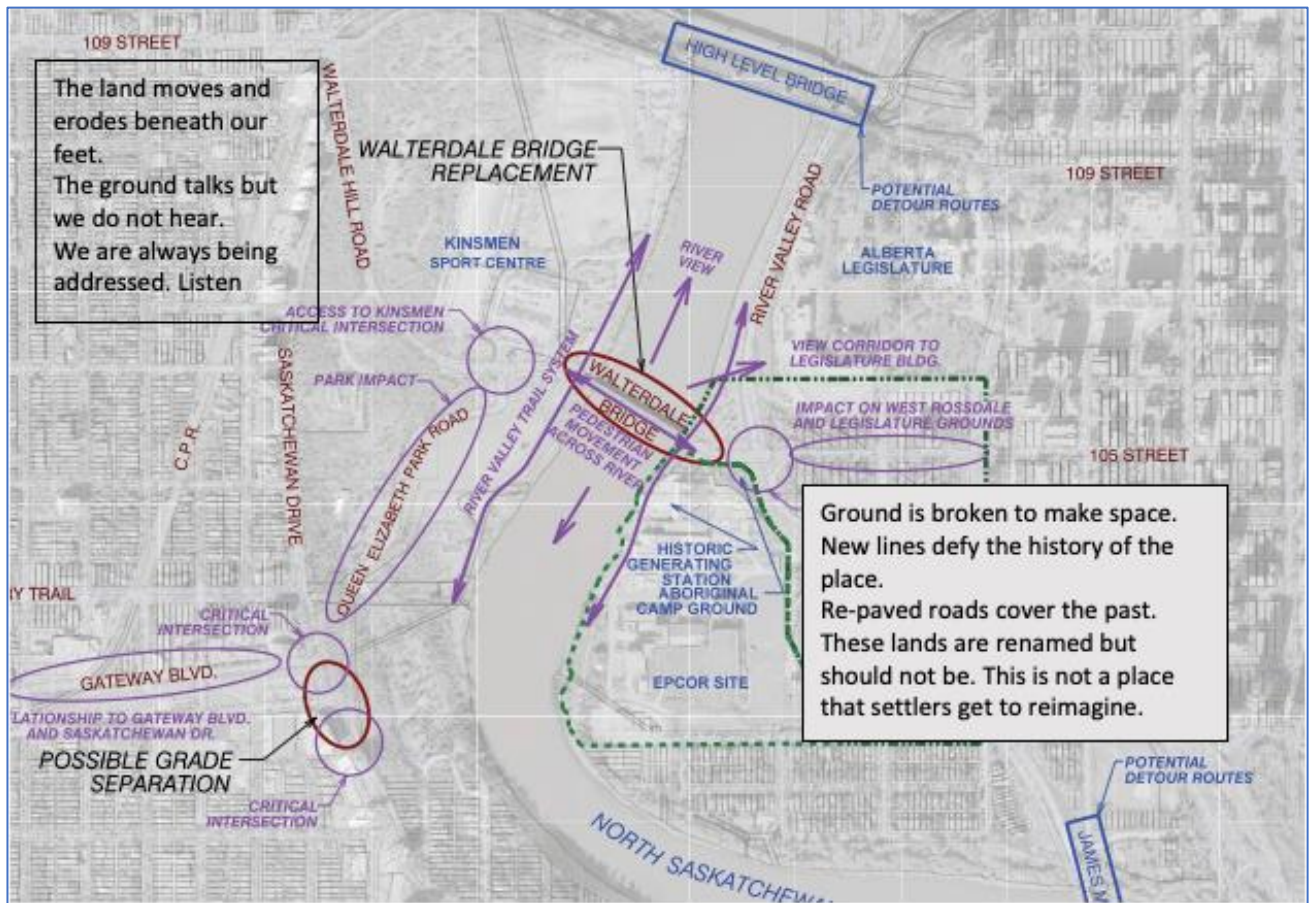 109 STREET
The land moves and
erodes beneath our
feet.
The ground talks but
we do not hear.
We are always being
addressed. Listen
WALTERDALE HILL ROAD
HIGH LEVEL BRIDGE
WALTERDALE BRIDGE
REPLACEMENT
109 STREET
POTENTIAL
DETOUR ROUTES
KINSMEN
SPORT CENTRE
RIVER
VIEW
RIVER VALLEY ROAD
ALBERTA
LEGISLATURE
ACCESS TO KINSMEN
CRITICAL INTERSECTION
SASKATCHEWAN DRIVE
PARK IMPACT
RIVER VALLEY TRAIL SYSTEM
VIEW CORRIDOR TO
LEGISLATURE BLDG.
WALTERDALE
BRIDGE
PEDESTRIAN
MOVEMENT
ACROSS RIVER
IMPACT ON WEST ROSSDALE
AND LEGISLATURE GROUNDS
C.P.R.
QUEEN ELIZABETH PARK ROAD
105 STREET
Ground is broken to make space.
New lines defy the history of the
place.
Re-paved roads cover the past.
These lands are renamed but
should not be. This is not a place
that settlers get to reimagine.
HISTORIC
GENERATING
STATION
ABORIGINAL
CAMP GROUND
EPCOR SITE
Y TRAIL
CRITICAL
INTERSECTION
GATEWAY BLVD.
LATIONSHIP TO GATEWAY BLVD.
AND SASKATCHEWAN DR.
POSSIBLE GRADE
SEPARATION
CRITICAL
INTERSECTION
POTENTIAL
DETOUR ROUTES
NORTH SASKATCHEWA
JAMES M